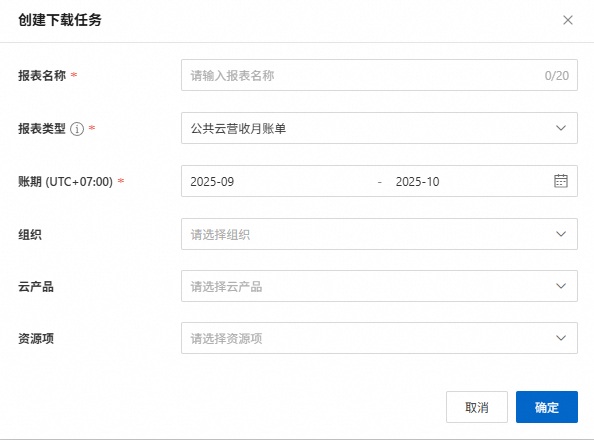 创建下载任务
报表名称 * 请输入报表名称 0/20
报表类型 * 公共云营收月账单
账期 (UTC+07:00) * 2025-09 - 2025-10
组织 请选择组织
云产品 请选择云产品
资源项 请选择资源项
取消 确定